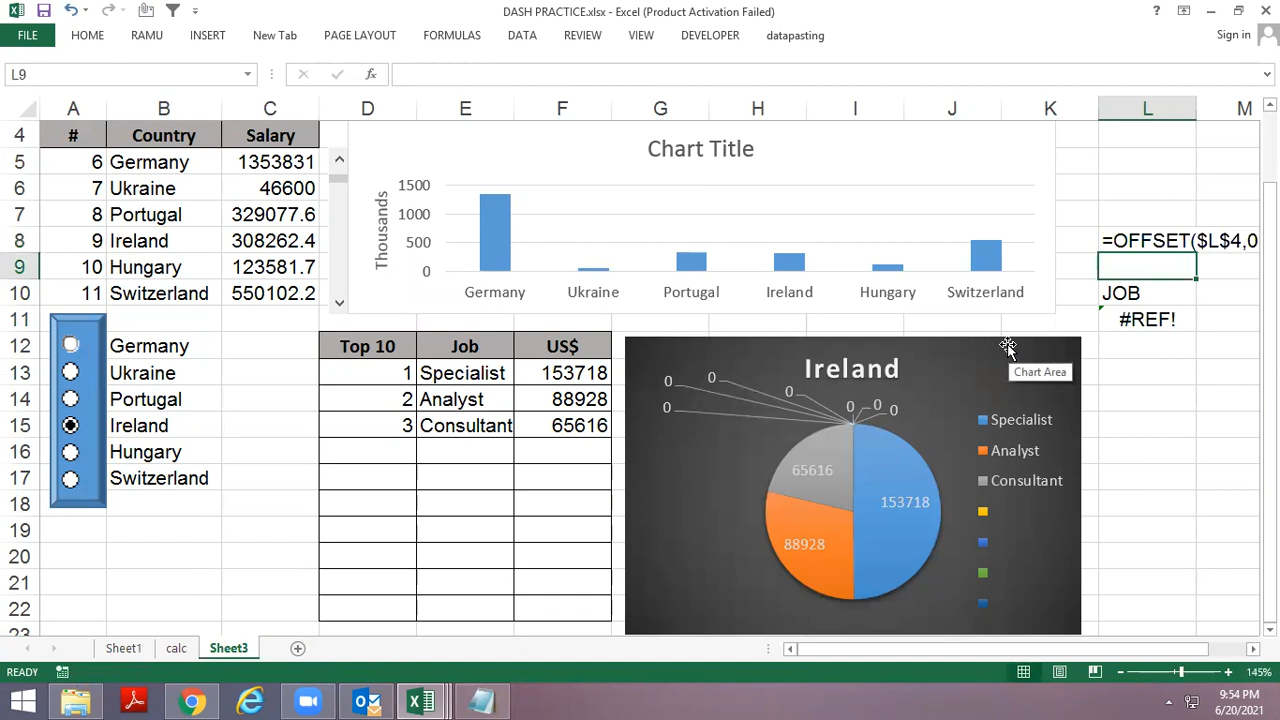 DASH PRACTICE.xlsx - Excel (Product Activation Failed)
FILE HOME RAMU INSERT New Tab PAGE LAYOUT FORMULAS DATA REVIEW VIEW DEVELOPER datapasting Sign in
L9 fx
A B C D E F G H I J K L M
4 # Country Salary
5 6 Germany 1353831
6 7 Ukraine 46600
7 8 Portugal 329077.6
8 9 Ireland 308262.4 =OFFSET($L$4,0
9 10 Hungary 123581.7
10 11 Switzerland 550102.2 JOB
11 #REF!
Chart Title
Thousands
1500
1000
500
0
Germany Ukraine Portugal Ireland Hungary Switzerland
12 Germany Top 10 Job US$
13 Ukraine 1 Specialist 153718
14 Portugal 2 Analyst 88928
15 Ireland 3 Consultant 65616
16 Hungary
17 Switzerland
18
19
20
21
22
23
Ireland
Chart Area
0 0 0 0 0 0 0
65616
153718
88928
Specialist
Analyst
Consultant
Sheet1 calc Sheet3
READY 145%
9:54 PM
6/20/2021